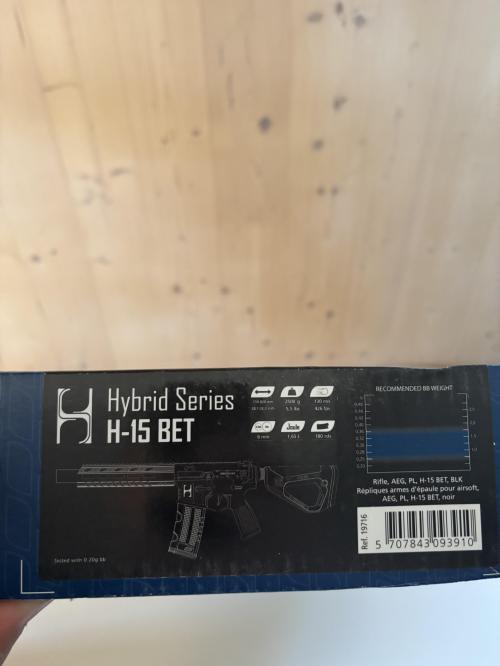 Hybrid Series
H-15 BET
2508 g
5,5 lbs
130 m/s
426 fps
6 mm
Joule
1,65 J
180 rds
RECOMMENDED BB WEIGHT
Rifle, AEG, PL, H-15 BET, BLK
Répliques armes d'épaule pour airsoft,
AEG, PL, H-15 BET, noir
Ref. 19716
5 707843 093910
Tested with 0.20g bb